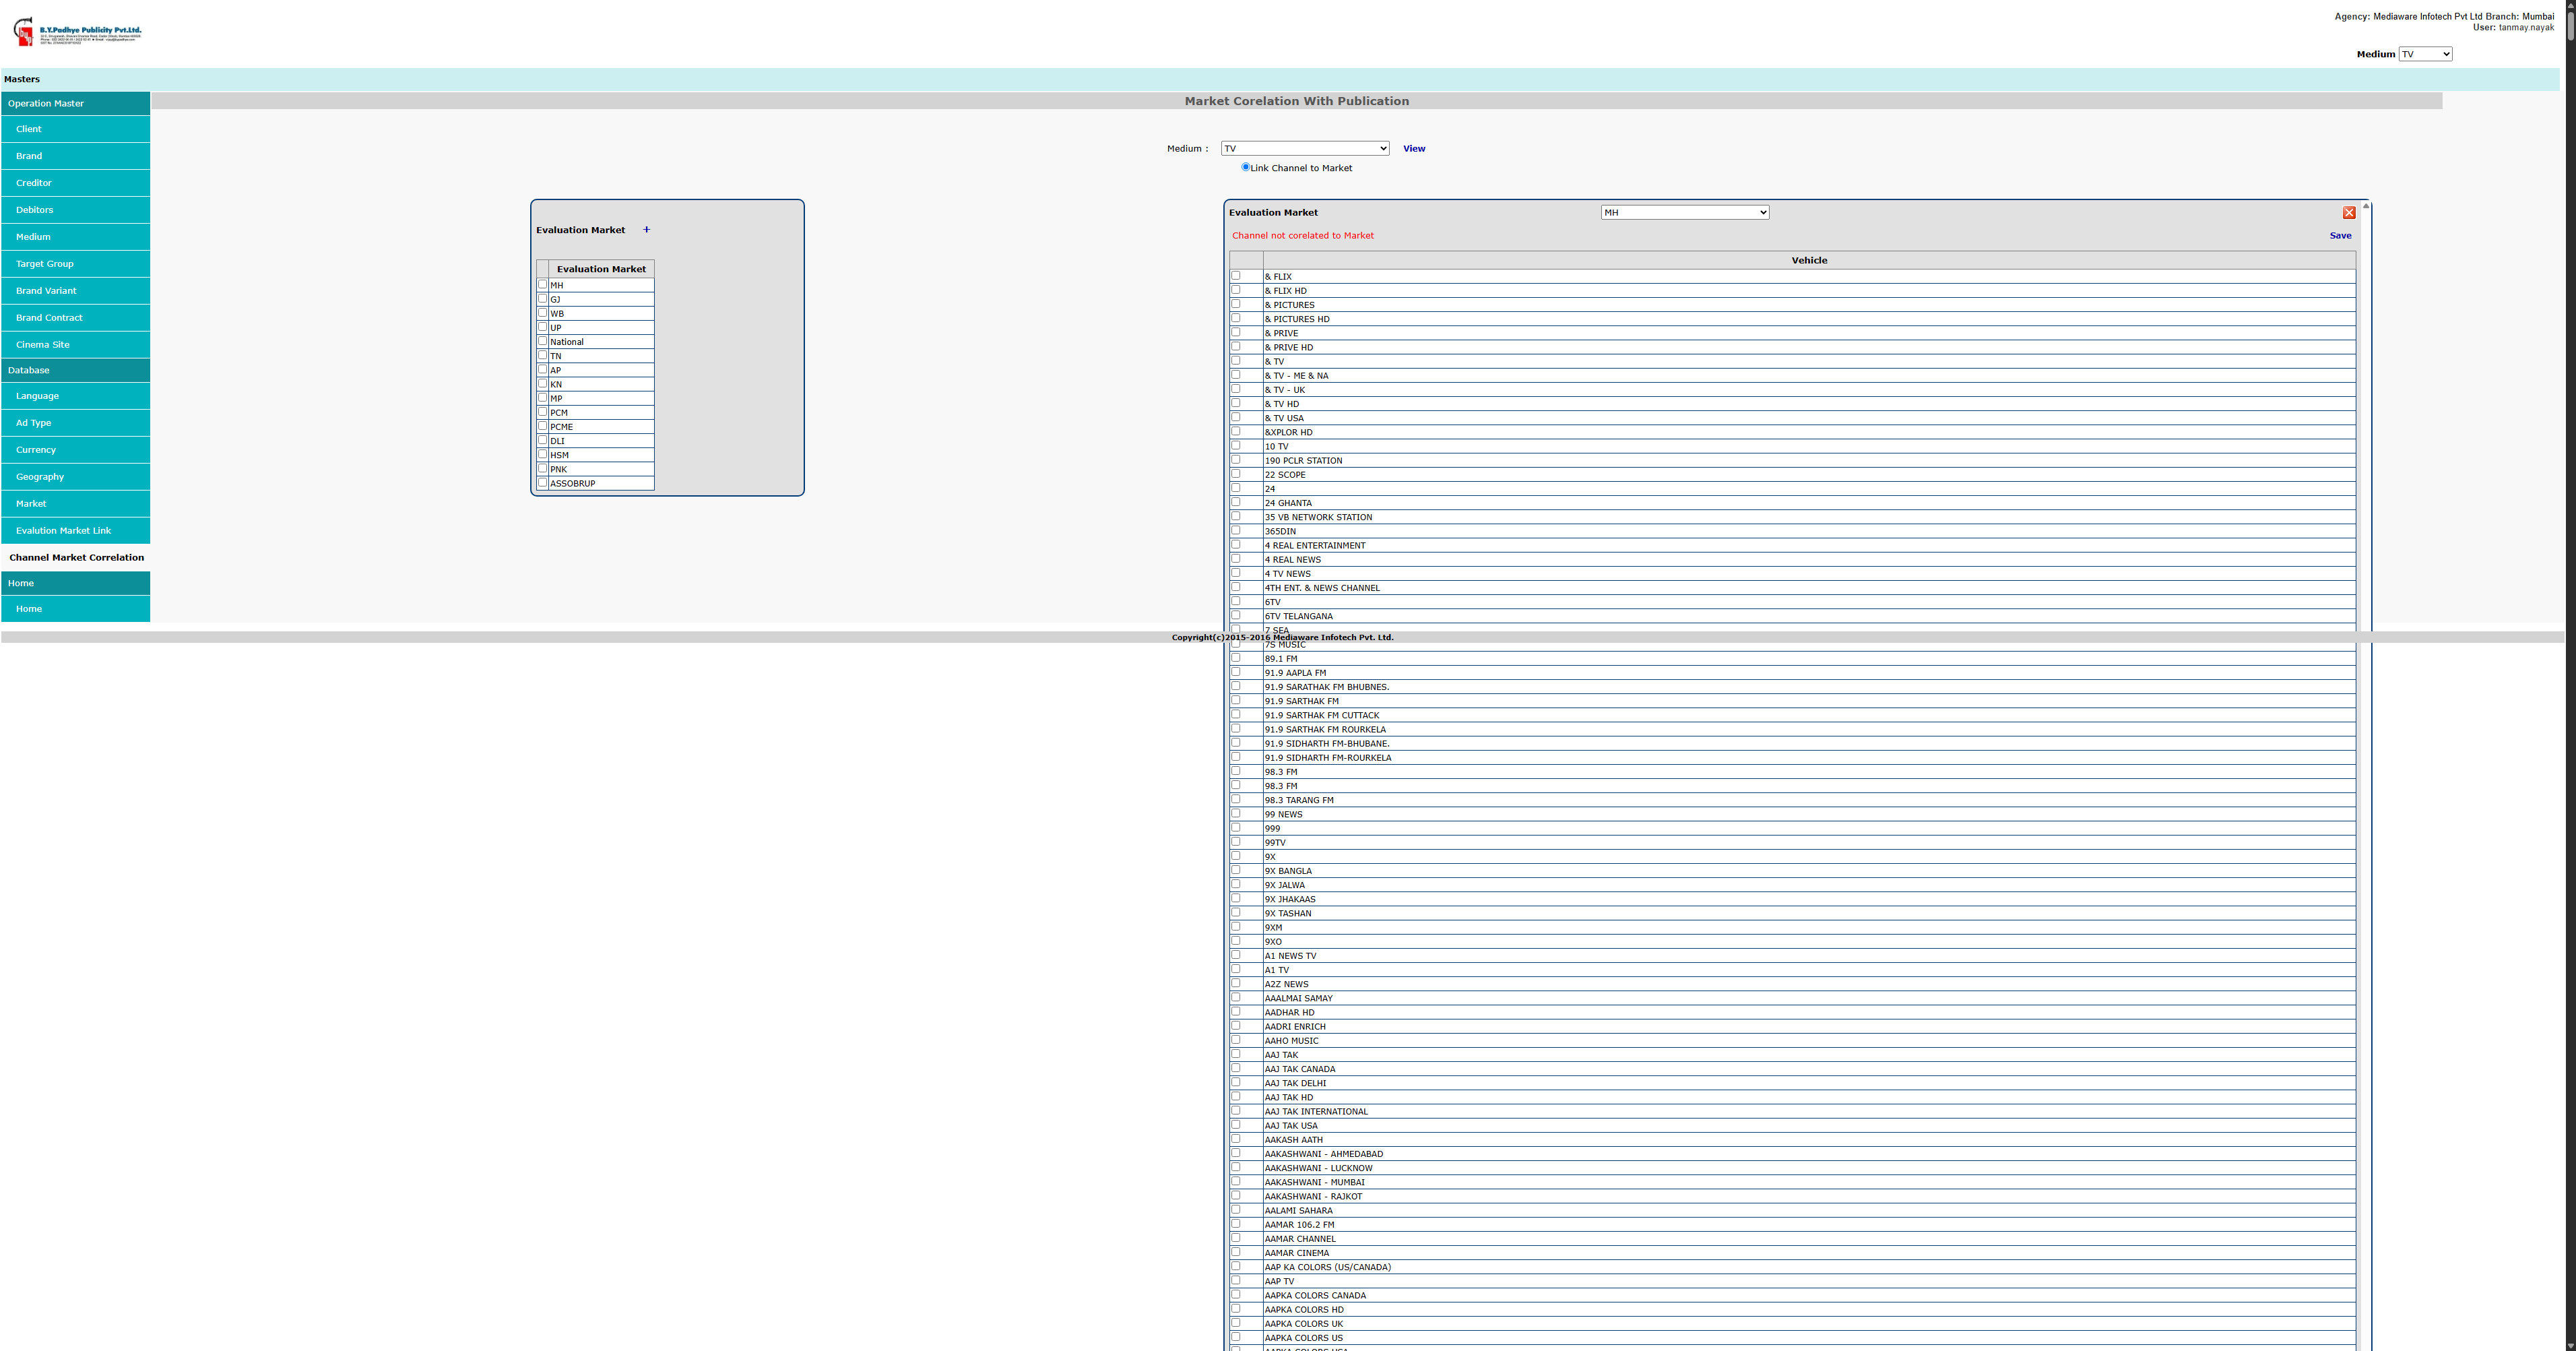 B.Y.Padhye Publicity Pvt.Ltd.
Agency: Mediaware Infotech Pvt Ltd Branch: Mumbai
User: tanmay.nayak
Medium TV
Masters
Operation Master
Client
Brand
Creditor
Debitors
Medium
Target Group
Brand Variant
Brand Contract
Cinema Site
Database
Language
Ad Type
Currency
Geography
Market
Evalution Market Link
Channel Market Correlation
Home
Home
Market Corelation With Publication
Medium : TV View
Link Channel to Market
Evaluation Market +
Evaluation Market
MH
GJ
WB
UP
National
TN
AP
KN
MP
PCM
PCME
DLI
HSM
PNK
ASSOBRUP
Evaluation Market MH
Channel not corelated to Market Save
Vehicle
& FLIX
& FLIX HD
& PICTURES
& PICTURES HD
& PRIVE
& PRIVE HD
& TV
& TV - ME & NA
& TV - UK
& TV HD
& TV USA
&XPLOR HD
10 TV
190 PCLR STATION
22 SCOPE
24
24 GHANTA
35 VB NETWORK STATION
365DIN
4 REAL ENTERTAINMENT
4 REAL NEWS
4 TV NEWS
4TH ENT. & NEWS CHANNEL
6TV
6TV TELANGANA
7 SEA
Copyright(c)2015-2016 Mediaware Infotech Pvt. Ltd.
7S MUSIC
89.1 FM
91.9 AAPLA FM
91.9 SARATHAK FM BHUBNES.
91.9 SARTHAK FM
91.9 SARTHAK FM CUTTACK
91.9 SARTHAK FM ROURKELA
91.9 SIDHARTH FM-BHUBANE.
91.9 SIDHARTH FM-ROURKELA
98.3 FM
98.3 FM
98.3 TARANG FM
99 NEWS
999
99TV
9X
9X BANGLA
9X JALWA
9X JHAKAAS
9X TASHAN
9XM
9XO
A1 NEWS TV
A1 TV
A2Z NEWS
AAALMAI SAMAY
AADHAR HD
AADRI ENRICH
AAHO MUSIC
AAJ TAK
AAJ TAK CANADA
AAJ TAK DELHI
AAJ TAK HD
AAJ TAK INTERNATIONAL
AAJ TAK USA
AAKASH AATH
AAKASHWANI - AHMEDABAD
AAKASHWANI - LUCKNOW
AAKASHWANI - MUMBAI
AAKASHWANI - RAJKOT
AALAMI SAHARA
AAMAR 106.2 FM
AAMAR CHANNEL
AAMAR CINEMA
AAP KA COLORS (US/CANADA)
AAP TV
AAPKA COLORS CANADA
AAPKA COLORS HD
AAPKA COLORS UK
AAPKA COLORS US